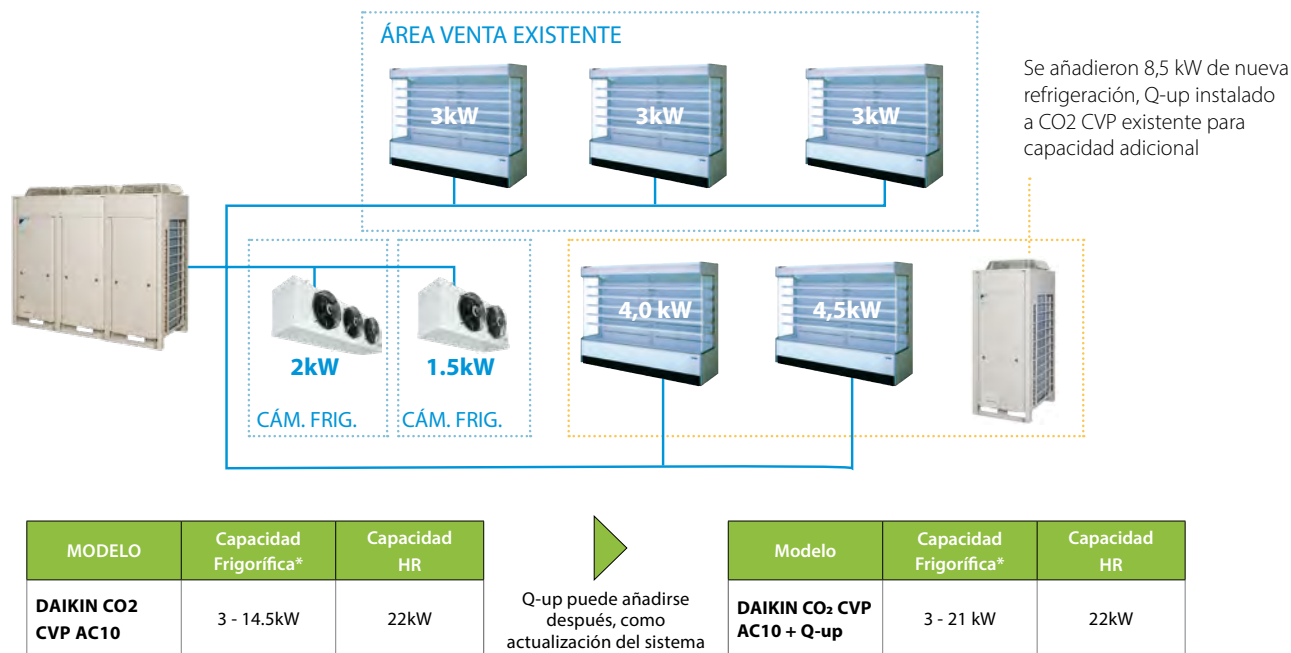 ÁREA VENTA EXISTENTE
3kW
3kW
3kW
Se añadieron 8,5 kW de nueva
refrigeración, Q-up instalado
a CO2 CVP existente para
capacidad adicional
2kW
1.5kW
CÁM. FRIG.
CÁM. FRIG.
4,0 kW
4,5kW
MODELO
Capacidad
Frigorífica*
Capacidad
HR
DAIKIN CO2
CVP AC10
3 - 14.5kW
22kW
Q-up puede añadirse
después, como
actualización del sistema
Modelo
Capacidad
Frigorífica*
Capacidad
HR
DAIKIN CO₂ CVP
AC10 + Q-up
3 - 21 kW
22kW